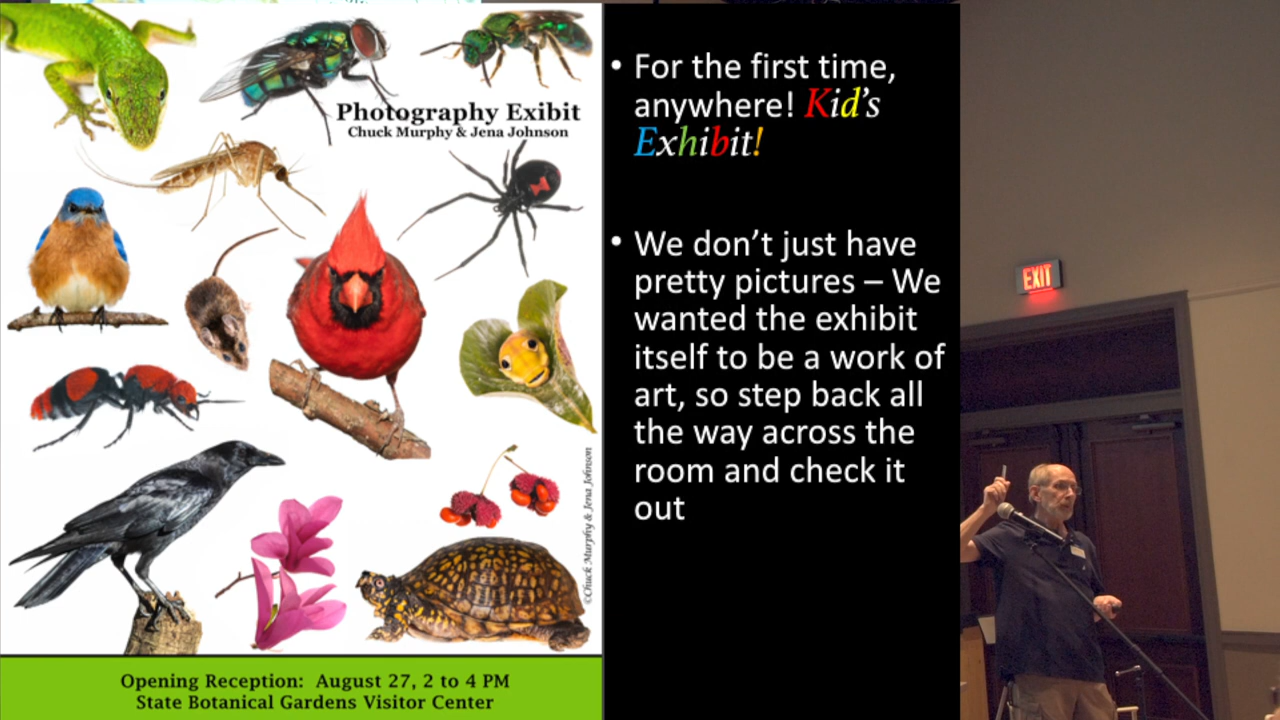 Photography Exibit
Chuck Murphy & Jena Johnson
©Chuck Murphy & Jena Johnson
Opening Reception:  August 27, 2 to 4 PM
State Botanical Gardens Visitor Center
• For the first time,
anywhere! Kid’s
Exhibit!
• We don’t just have
pretty pictures – We
wanted the exhibit
itself to be a work of
art, so step back all
the way across the
room and check it
out
EXIT